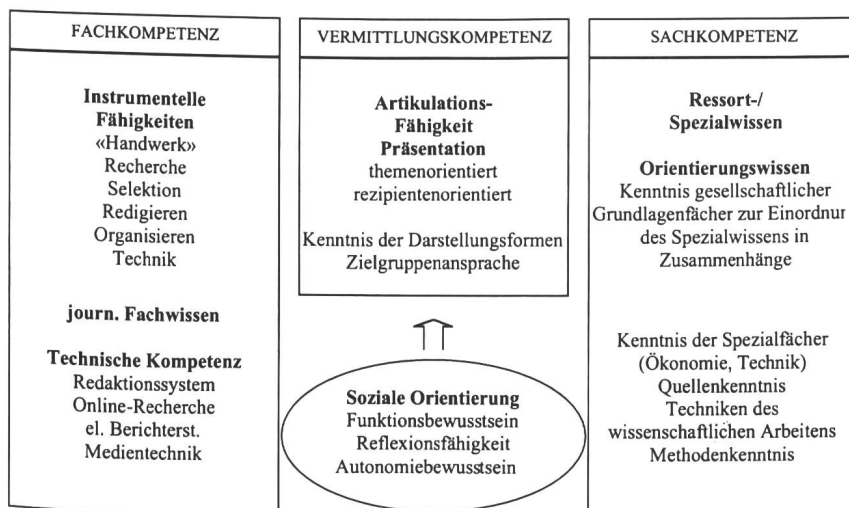 FACHKOMPETENZ
Instrumentelle
Fähigkeiten
«Handwerk»
Recherche
Selektion
Redigieren
Organisieren
Technik
journ. Fachwissen
Technische Kompetenz
Redaktionssystem
Online-Recherche
el. Berichterst.
Medientechnik
VERMITTLUNGSKOMPETENZ
Artikulations-
Fähigkeit
Präsentation
themenorientiert
rezipientenorientiert
Kenntnis der Darstellungsformen
Zielgruppenansprache
Soziale Orientierung
Funktionsbewusstsein
Reflexionsfähigkeit
Autonomiebewusstsein
SACHKOMPETENZ
Ressort-/
Spezialwissen
Orientierungswissen
Kenntnis gesellschaftlicher
Grundlagenfächer zur Einordnur
des Spezialwissens in
Zusammenhänge
Kenntnis der Spezialfächer
(Ökonomie, Technik)
Quellenkenntnis
Techniken des
wissenschaftlichen Arbeitens
Methodenkenntnis